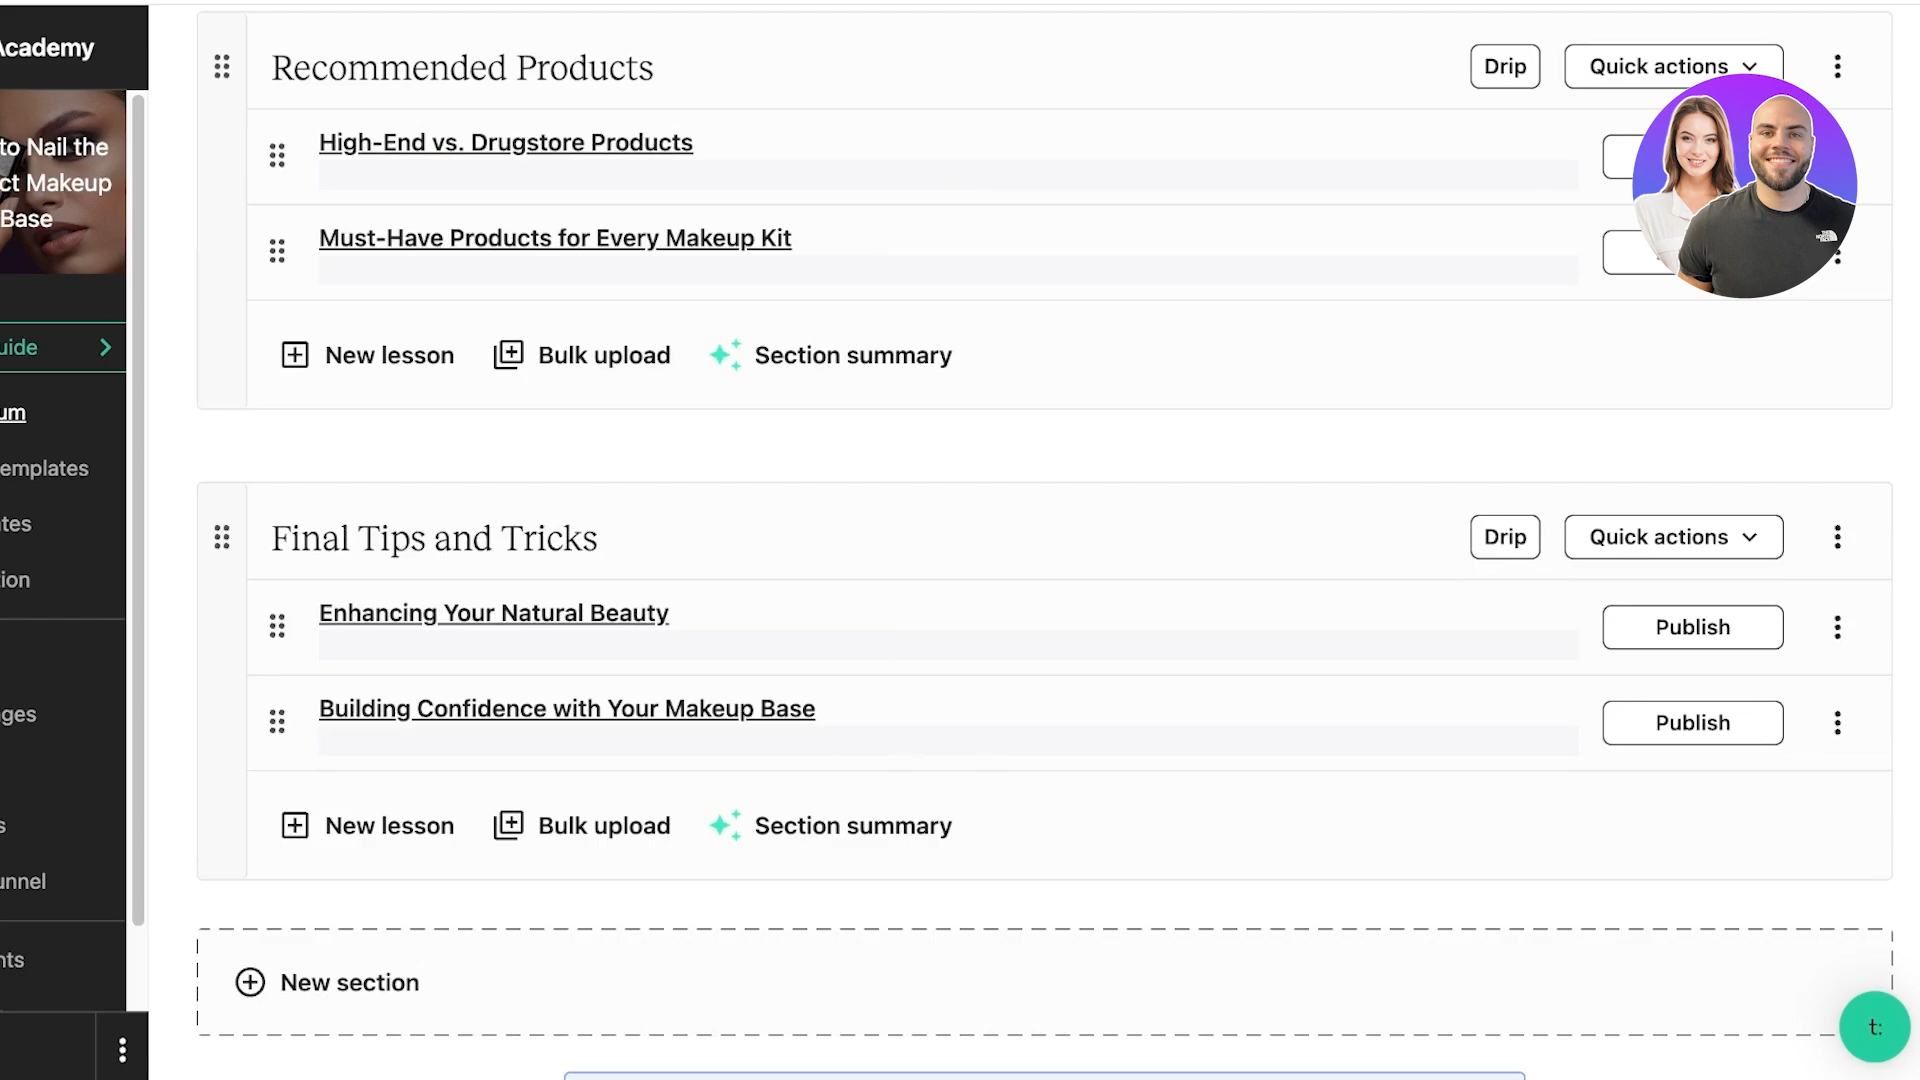 Academy
to Nail the
ct Makeup
Base
uide
um
emplates
tes
ion
ges
s
unnel
nts
Recommended Products
Drip
Quick actions
High-End vs. Drugstore Products
Must-Have Products for Every Makeup Kit
New lesson
Bulk upload
Section summary
Final Tips and Tricks
Drip
Quick actions
Enhancing Your Natural Beauty
Publish
Building Confidence with Your Makeup Base
Publish
New lesson
Bulk upload
Section summary
New section
t: